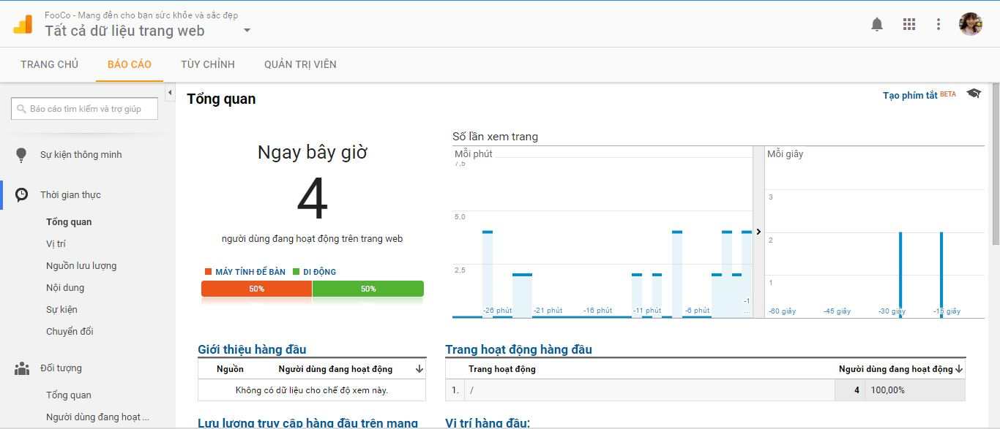 FooCo - Mang đến cho bạn sức khỏe và sắc đẹp
Tất cả dữ liệu trang web
TRANG CHỦ BÁO CÁO TÙY CHỈNH QUẢN TRỊ VIÊN
Báo cáo tìm kiếm và trợ giúp
Sự kiện thông minh
Thời gian thực
Tổng quan
Vị trí
Nguồn lưu lượng
Nội dung
Sự kiện
Chuyển đổi
Đối tượng
Tổng quan
Người dùng đang hoạt ...
Tổng quan
Tạo phím tắt BETA
Ngay bây giờ
4
người dùng đang hoạt động trên trang web
MÁY TÍNH ĐỂ BÀN DI ĐỘNG
50% 50%
Số lần xem trang
Mỗi phút
7,5
5,0
2,5
-26 phút -21 phút -16 phút -11 phút -6 phút -1
...
Mỗi giây
3
2
1
-60 giây -45 giây -30 giây -15 giây
Giới thiệu hàng đầu
Nguồn Người dùng đang hoạt động
Không có dữ liệu cho chế độ xem này.
Trang hoạt động hàng đầu
Trang hoạt động Người dùng đang hoạt động
1. / 4 100,00%
Lưu lượng truy cập hàng đầu trên mạng
Vị trí hàng đầu: